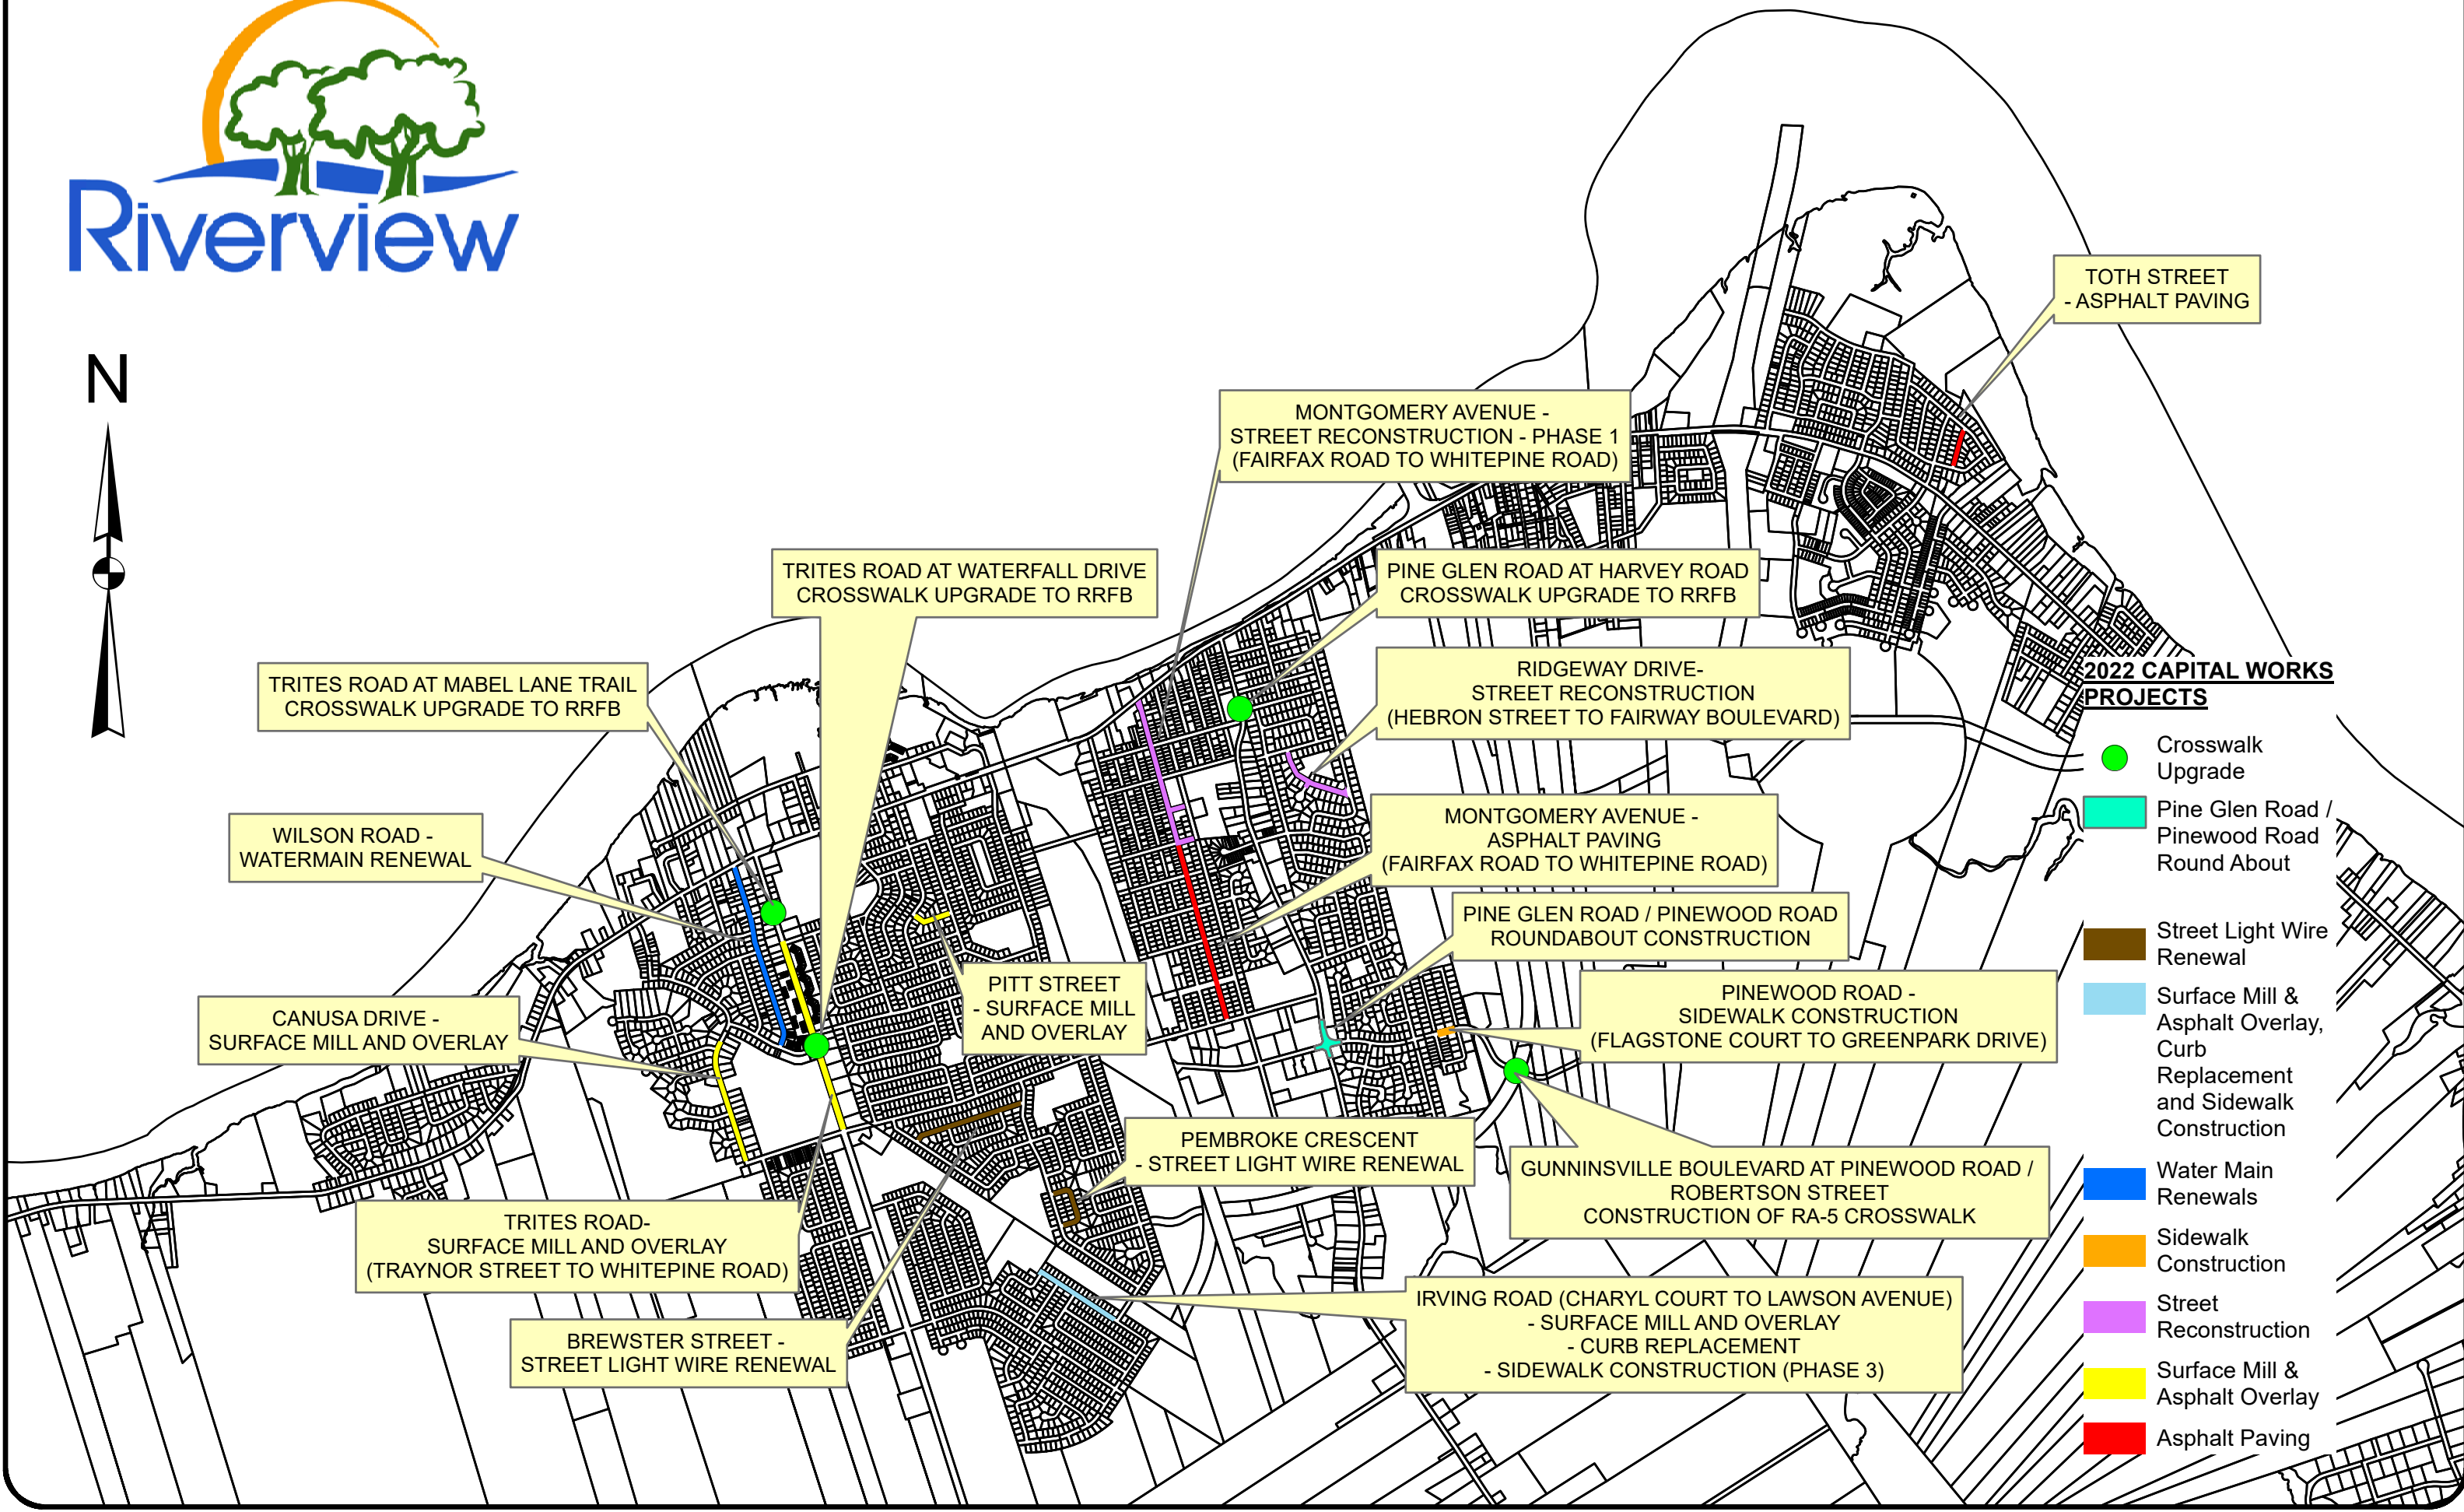 Riverview
N
TOTH STREET
- ASPHALT PAVING
MONTGOMERY AVENUE -
STREET RECONSTRUCTION - PHASE 1
(FAIRFAX ROAD TO WHITEPINE ROAD)
TRITES ROAD AT WATERFALL DRIVE
CROSSWALK UPGRADE TO RRFB
PINE GLEN ROAD AT HARVEY ROAD
CROSSWALK UPGRADE TO RRFB
TRITES ROAD AT MABEL LANE TRAIL
CROSSWALK UPGRADE TO RRFB
RIDGEWAY DRIVE-
STREET RECONSTRUCTION
(HEBRON STREET TO FAIRWAY BOULEVARD)
WILSON ROAD -
WATERMAIN RENEWAL
MONTGOMERY AVENUE -
ASPHALT PAVING
(FAIRFAX ROAD TO WHITEPINE ROAD)
PINE GLEN ROAD / PINEWOOD ROAD
ROUNDABOUT CONSTRUCTION
PITT STREET
- SURFACE MILL
AND OVERLAY
PINEWOOD ROAD -
SIDEWALK CONSTRUCTION
(FLAGSTONE COURT TO GREENPARK DRIVE)
CANUSA DRIVE -
SURFACE MILL AND OVERLAY
PEMBROKE CRESCENT
- STREET LIGHT WIRE RENEWAL
GUNNINSVILLE BOULEVARD AT PINEWOOD ROAD /
ROBERTSON STREET
CONSTRUCTION OF RA-5 CROSSWALK
TRITES ROAD-
SURFACE MILL AND OVERLAY
(TRAYNOR STREET TO WHITEPINE ROAD)
IRVING ROAD (CHARYL COURT TO LAWSON AVENUE)
- SURFACE MILL AND OVERLAY
- CURB REPLACEMENT
- SIDEWALK CONSTRUCTION (PHASE 3)
BREWSTER STREET -
STREET LIGHT WIRE RENEWAL
2022 CAPITAL WORKS
PROJECTS
Crosswalk
Upgrade
Pine Glen Road /
Pinewood Road
Round About
Street Light Wire
Renewal
Surface Mill &
Asphalt Overlay,
Curb
Replacement
and Sidewalk
Construction
Water Main
Renewals
Sidewalk
Construction
Street
Reconstruction
Surface Mill &
Asphalt Overlay
Asphalt Paving